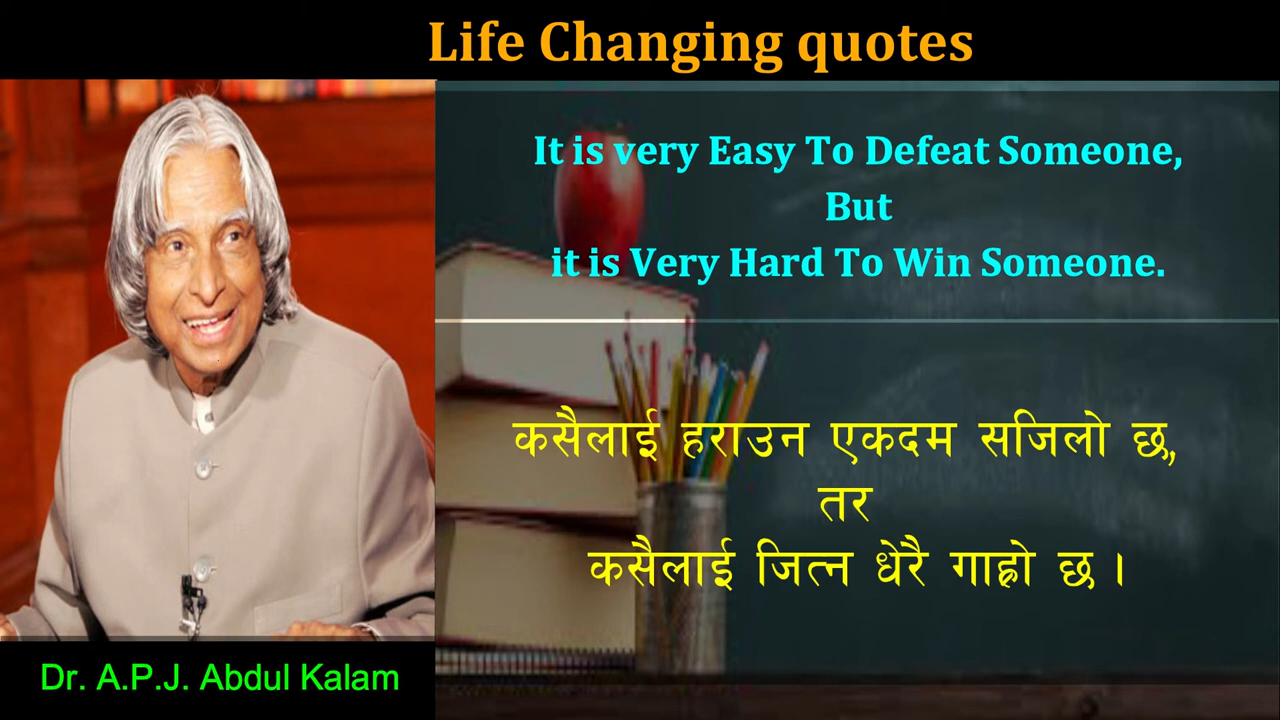 Life Changing quotes
It is very Easy To Defeat Someone,
But
it is Very Hard To Win Someone.
कसैलाई हराउन एकदम सजिलो छ,
तर
कसैलाई जित्न धेरै गाह्रो छ ।
Dr. A.P.J. Abdul Kalam